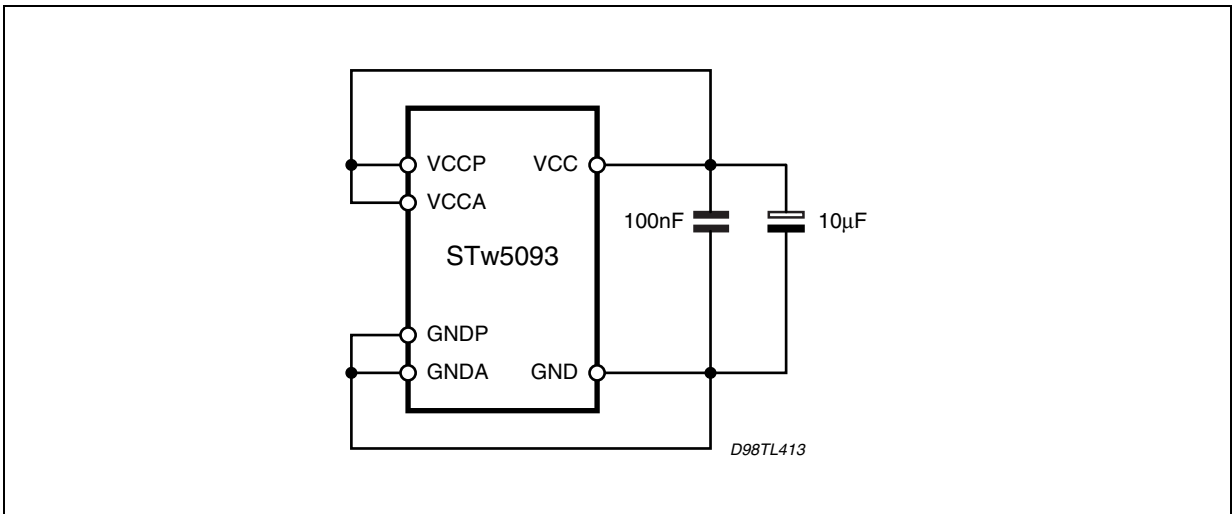 VCCP VCC
VCCA
100nF 10μF
STw5093
GNDP
GNDA GND
D98TL413